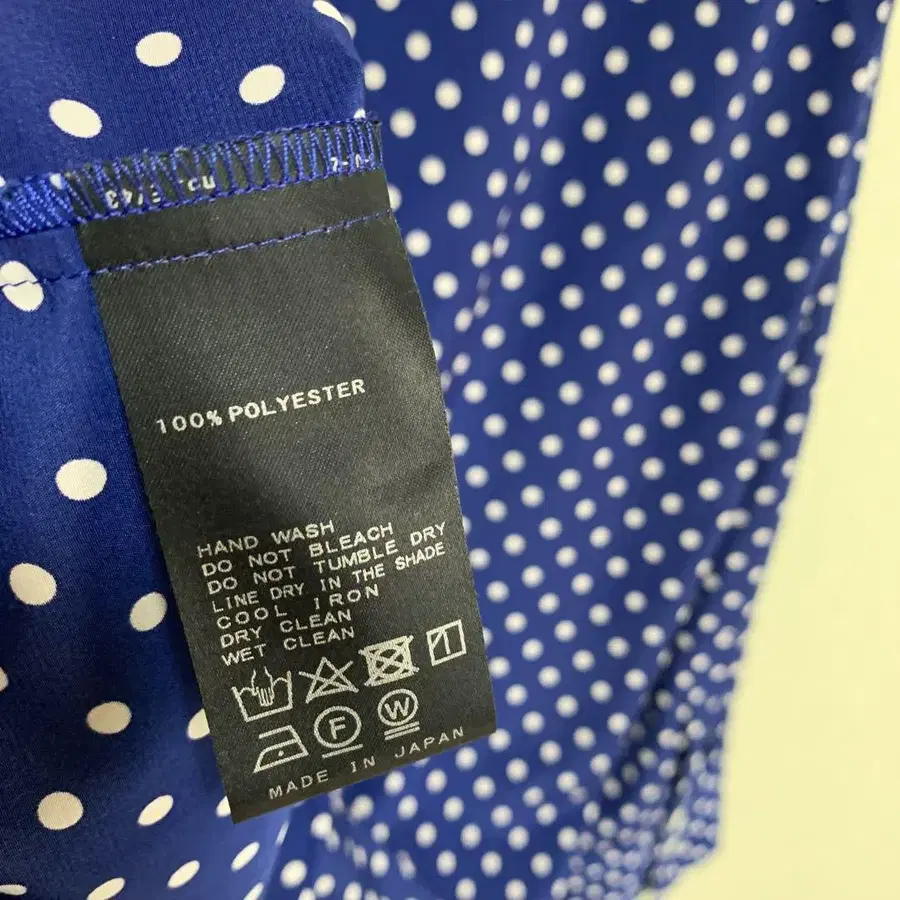 100% POLYESTER
HAND WASH
DO NOT BLEACH
DO NOT TUMBLE DRY
LINE DRY IN THE SHADE
COOL IRON
DRY CLEAN
WET CLEAN
F
W
MADE IN JAPAN